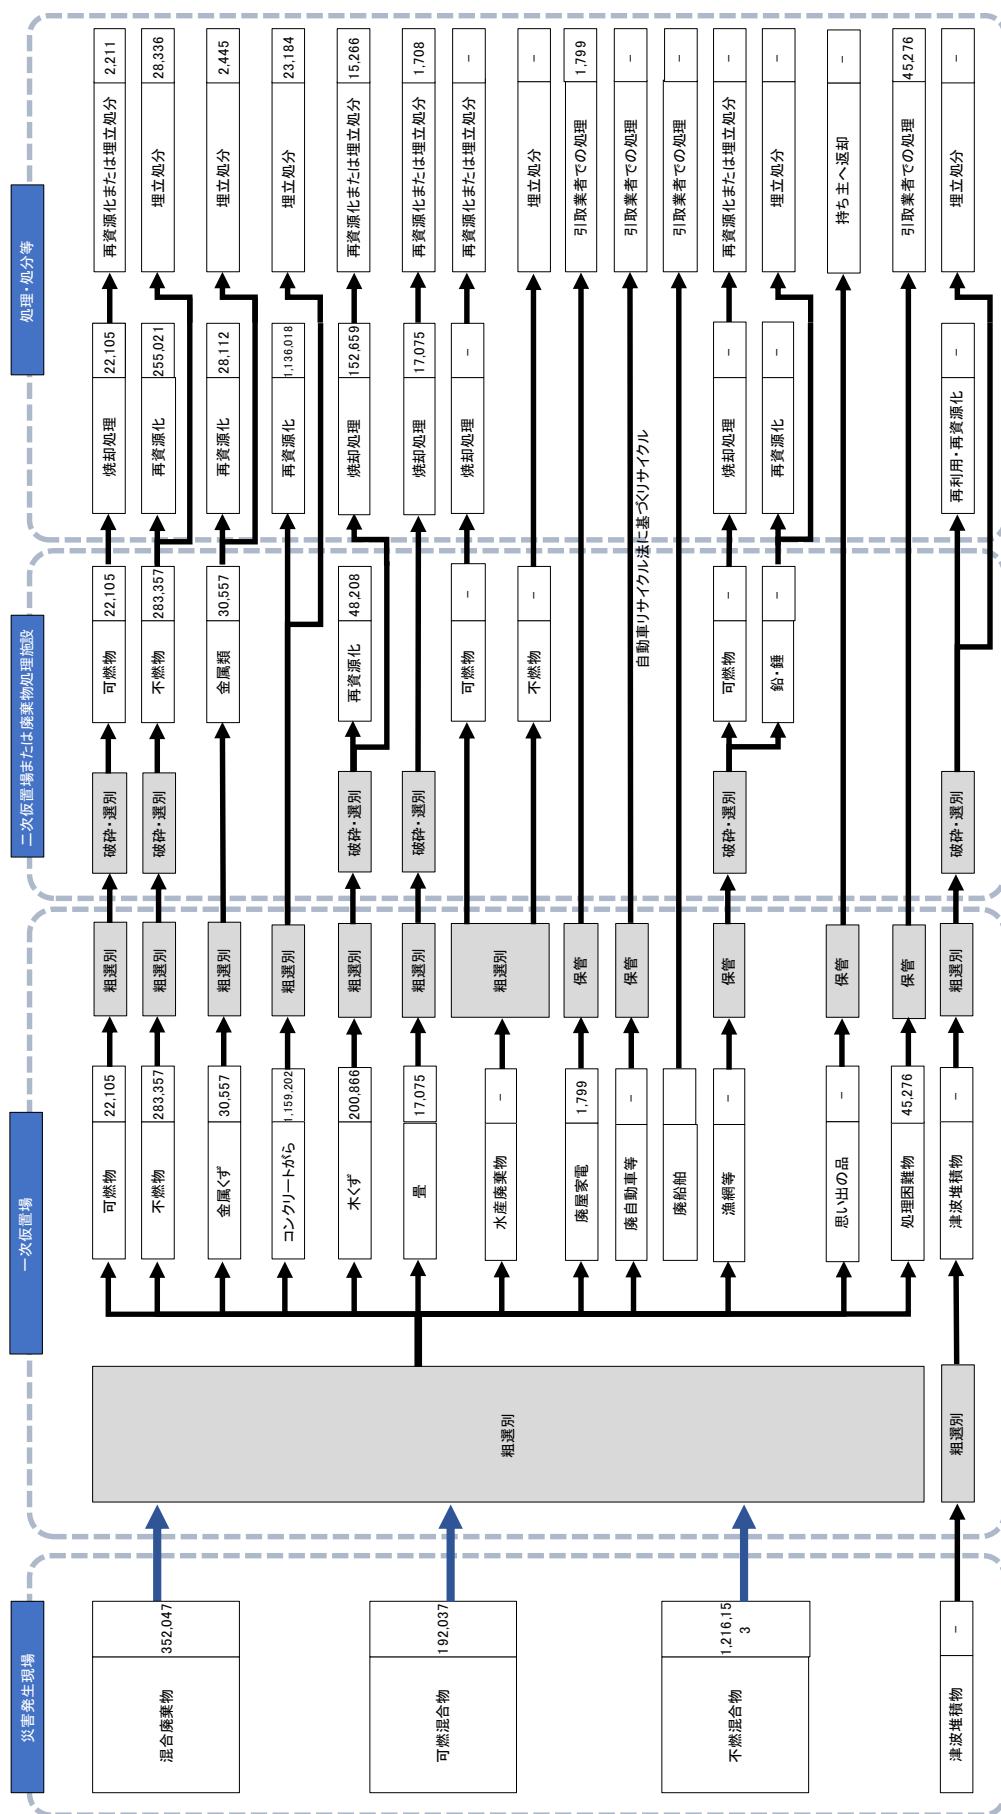 災害発生現場
混合廃棄物
352,047
可燃混合物
192,037
不燃混合物
1,216,15
3
津波堆積物
-
一次仮置場
粗選別
粗選別
可燃物
22,105
粗選別
不燃物
283,357
粗選別
金属くず
30,557
粗選別
コンクリートがら
1,159,202
粗選別
木くず
200,866
粗選別
畳
17,075
粗選別
水産廃棄物
-
粗選別
廃屋家電
1,799
保管
廃自動車等
-
保管
廃船舶
漁網等
-
保管
思い出の品
-
保管
処理困難物
45,276
保管
津波堆積物
-
粗選別
二次仮置場または廃棄物処理施設
破砕・選別
可燃物
22,105
破砕・選別
不燃物
283,357
金属類
30,557
破砕・選別
再資源化
48,208
破砕・選別
可燃物
-
不燃物
-
自動車リサイクル法に基づくリサイクル
破砕・選別
可燃物
-
鉛・錘
-
破砕・選別
処理・処分等
焼却処理
22,105
再資源化または埋立処分
2,211
再資源化
255,021
埋立処分
28,336
再資源化
28,112
埋立処分
2,445
再資源化
1,136,018
埋立処分
23,184
焼却処理
152,659
再資源化または埋立処分
15,266
焼却処理
17,075
再資源化または埋立処分
1,708
焼却処理
-
再資源化または埋立処分
-
埋立処分
-
引取業者での処理
1,799
引取業者での処理
-
引取業者での処理
-
焼却処理
-
再資源化または埋立処分
-
再資源化
-
埋立処分
-
持ち主へ返却
-
引取業者での処理
45,276
再利用・再資源化
-
埋立処分
-